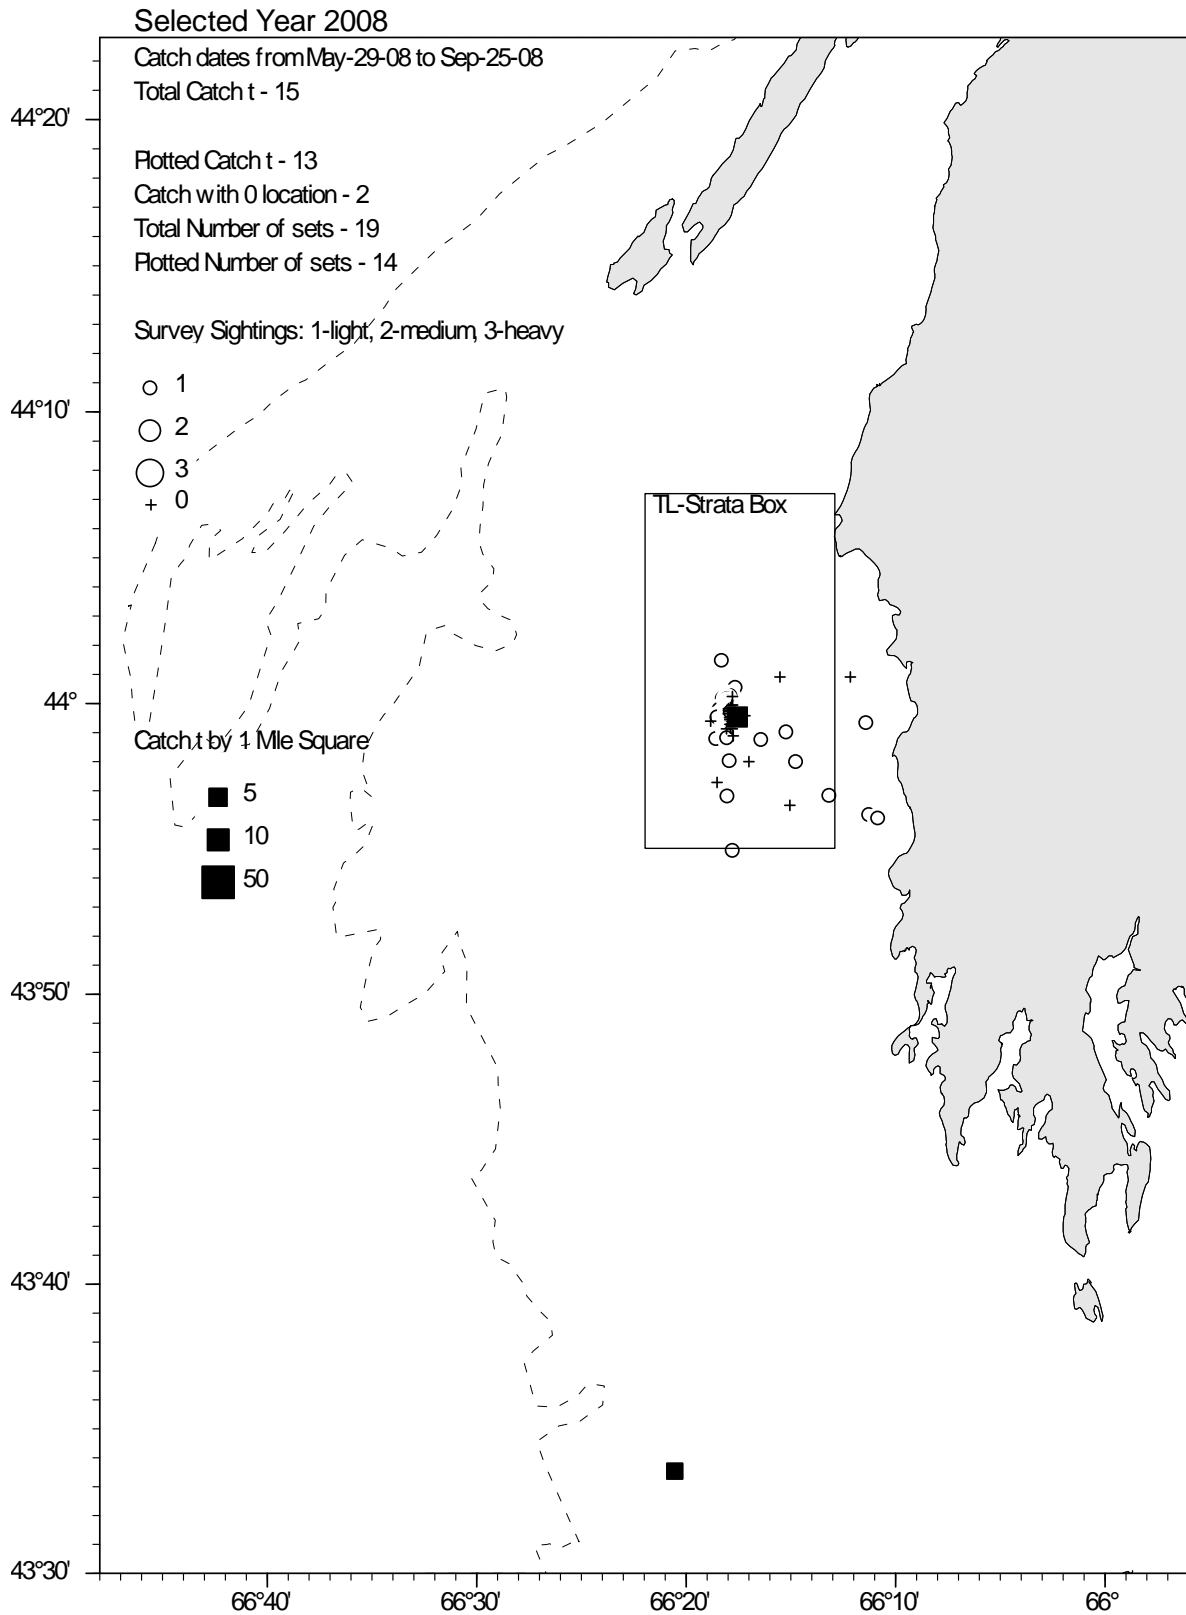 Selected Year 2008
Catch dates from May-29-08 to Sep-25-08
Total Catch t - 15
44°20'
Plotted Catch t - 13
Catch with 0 location - 2
Total Number of sets - 19
Plotted Number of sets - 14
Survey Sightings: 1-light, 2-medium, 3-heavy
1
44°10'
2
3
0
TL-Strata Box
44°
Catch t by 1 Mile Square
5
10
50
43°50'
43°40'
43°30'
66°40' 66°30' 66°20' 66°10' 66°